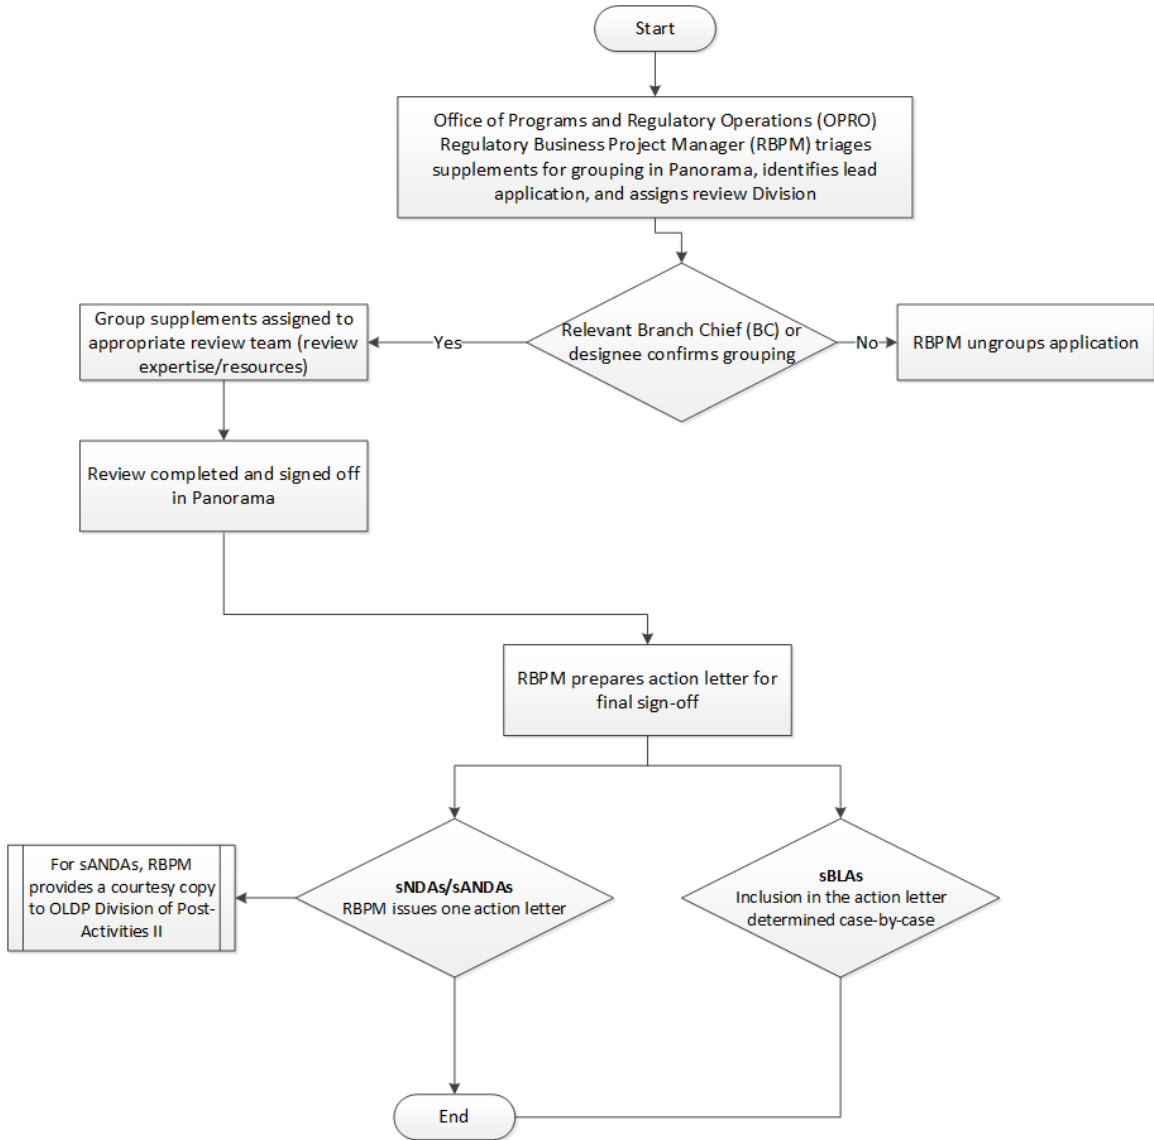 Start
Office of Programs and Regulatory Operations (OPRO)
Regulatory Business Project Manager (RBPM) triages
supplements for grouping in Panorama, identifies lead
application, and assigns review Division
Group supplements assigned to
appropriate review team (review
expertise/resources)
Yes
Relevant Branch Chief (BC) or
designee confirms grouping
No
RBPM ungroups application
Review completed and signed off
in Panorama
RBPM prepares action letter for
final sign-off
For sANDAs, RBPM
provides a courtesy copy
to OLDP Division of Post-
Activities II
sNDAs/sANDAs
RBPM issues one action letter
sBLAs
Inclusion in the action letter
determined case-by-case
End